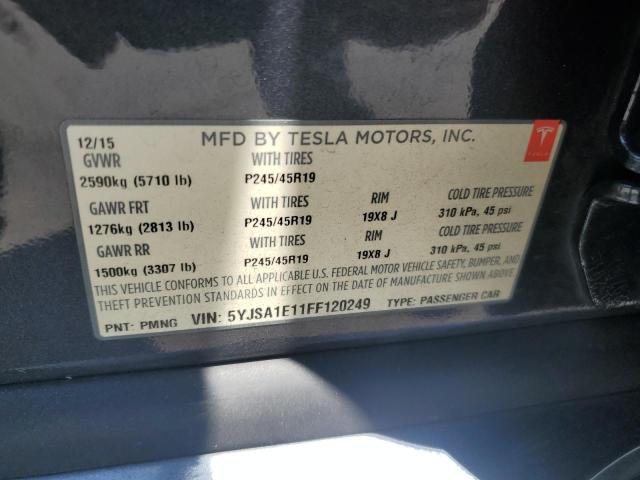 12/15 MFD BY TESLA MOTORS, INC.
GVWR WITH TIRES
2590kg (5710 lb) P245/45R19
GAWR FRT WITH TIRES RIM COLD TIRE PRESSURE
1276kg (2813 lb) P245/45R19 19X8 J 310 kPa, 45 psi
GAWR RR WITH TIRES RIM COLD TIRE PRESSURE
1500kg (3307 lb) P245/45R19 19X8 J 310 kPa, 45 psi
THIS VEHICLE CONFORMS TO ALL APPLICABLE U.S. FEDERAL MOTOR VEHICLE SAFETY, BUMPER, AND
THEFT PREVENTION STANDARDS IN EFFECT ON THE DATE OF MANUFACTURE SHOWN ABOVE.
PNT: PMNG VIN: 5YJSA1E11FF120249 TYPE: PASSENGER CAR
TESLA